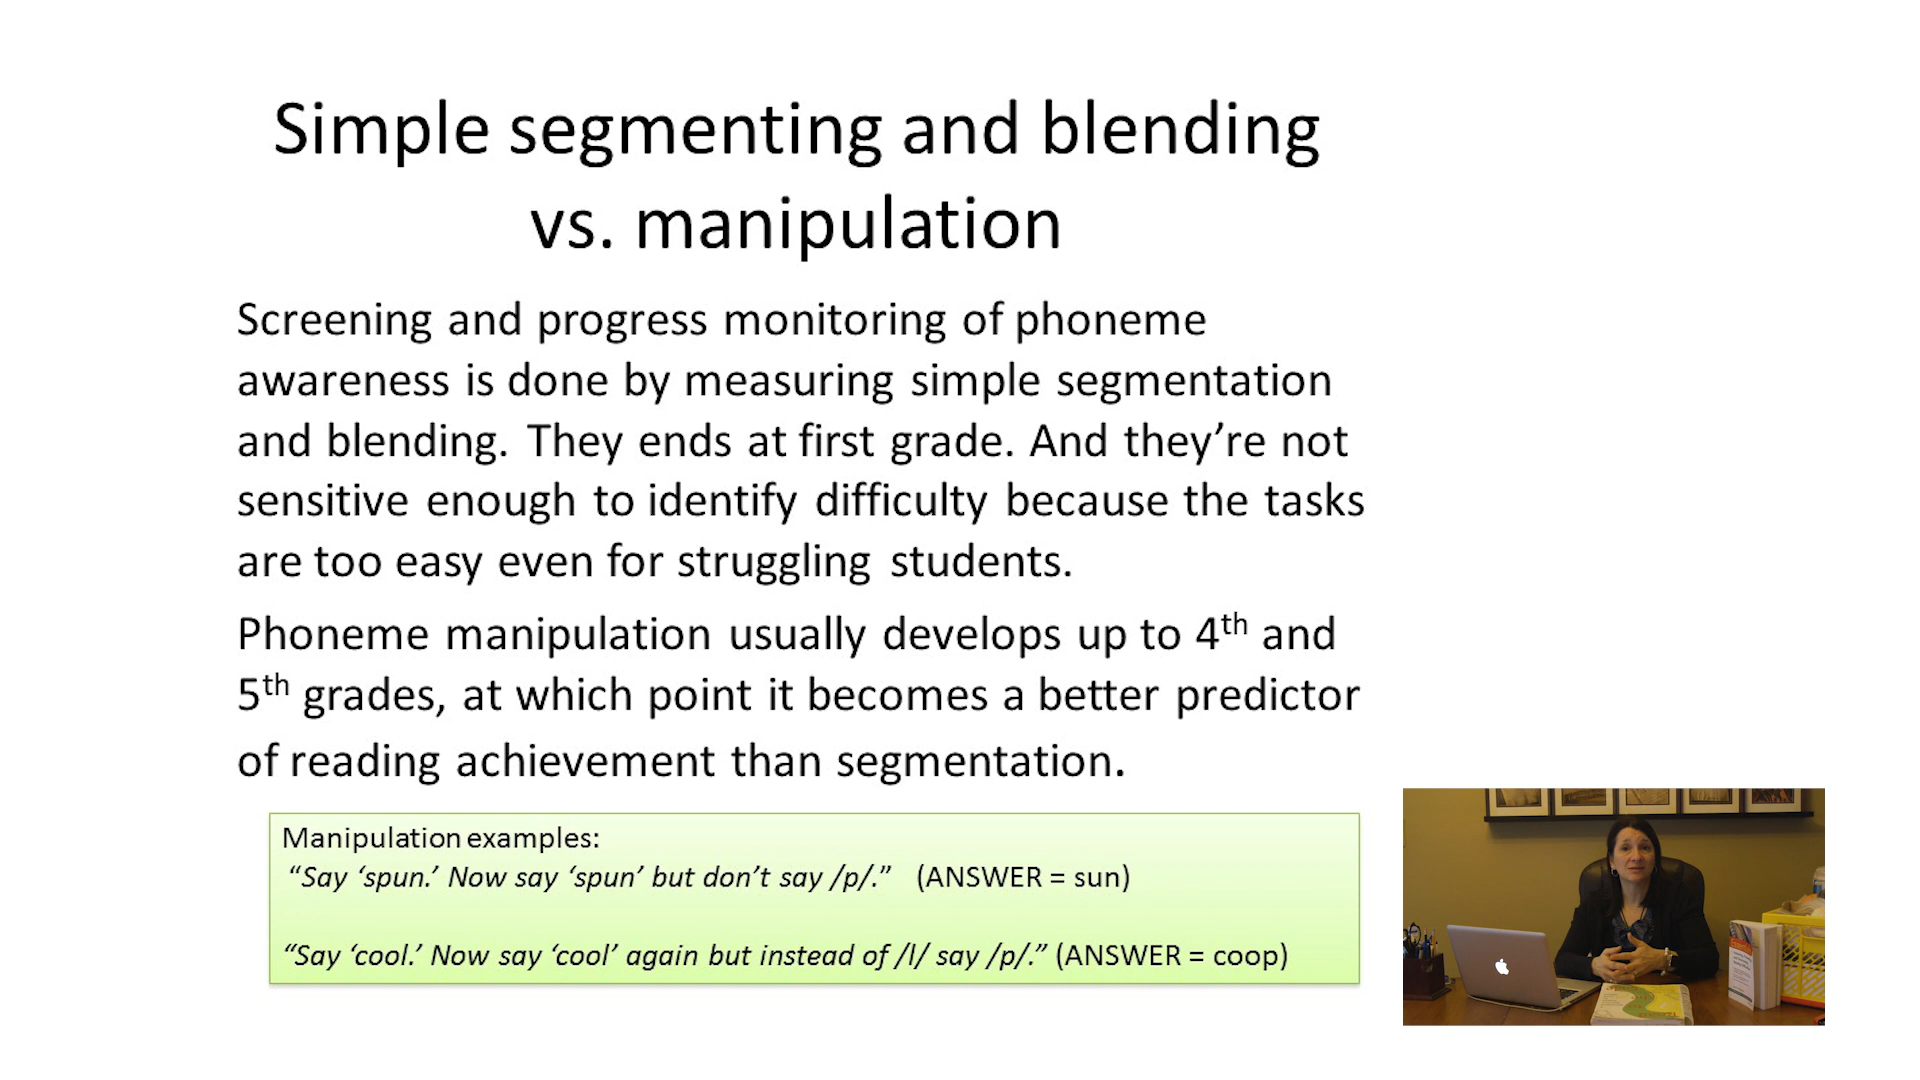 Simple segmenting and blending
vs. manipulation
Screening and progress monitoring of phoneme
awareness is done by measuring simple segmentation
and blending. They ends at first grade. And they’re not
sensitive enough to identify difficulty because the tasks
are too easy even for struggling students.
Phoneme manipulation usually develops up to 4th and
5th grades, at which point it becomes a better predictor
of reading achievement than segmentation.
Manipulation examples:
“Say ‘spun.’ Now say ‘spun’ but don’t say /p/.” (ANSWER = sun)
“Say ‘cool.’ Now say ‘cool’ again but instead of /l/ say /p/.” (ANSWER = coop)